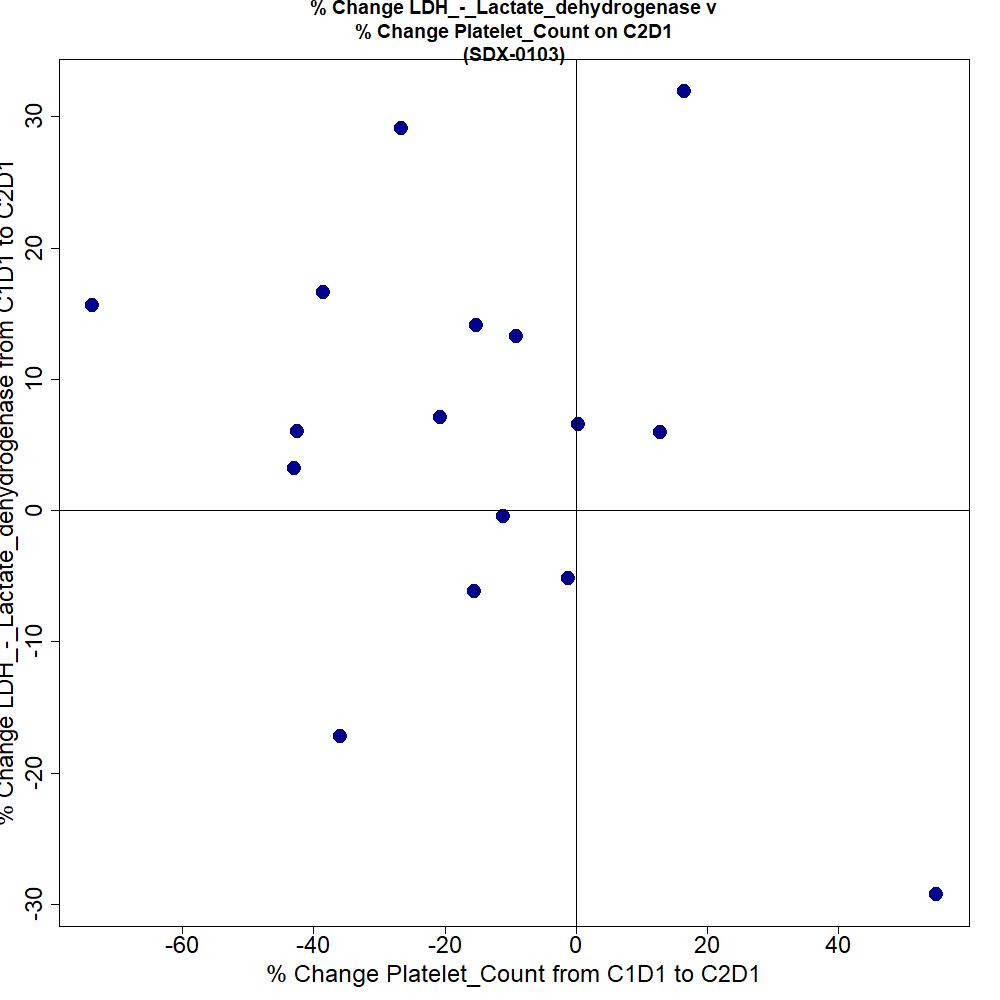 % Change LDH_-_Lactate_dehydrogenase v
% Change Platelet_Count on C2D1
(SDX-0103)
% Change LDH_-_Lactate_dehydrogenase from C1D1 to C2D1
30
20
10
0
-10
-20
-30
-60
-40
-20
0
20
40
% Change Platelet_Count from C1D1 to C2D1